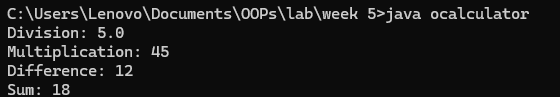 C:\Users\Lenovo\Documents\OOPs\lab\week 5>java ocalculator
Division: 5.0
Multiplication: 45
Difference: 12
Sum: 18